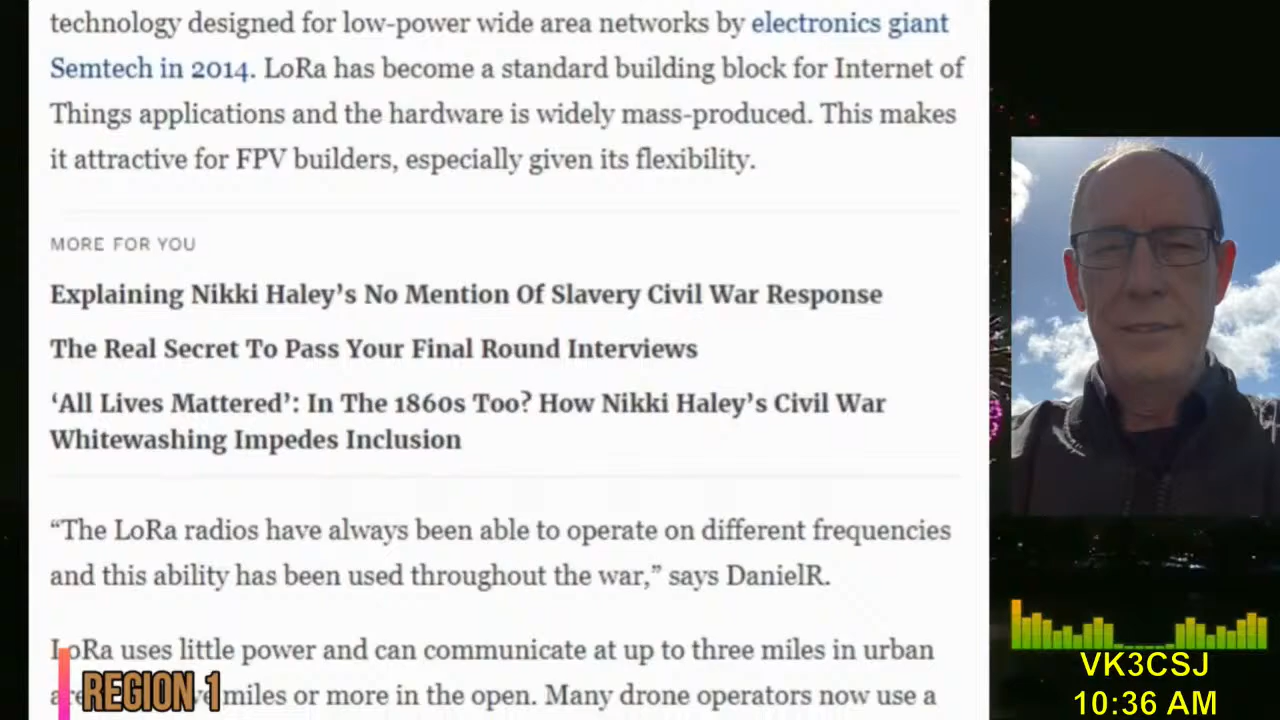 technology designed for low-power wide area networks by electronics giant
Semtech in 2014. LoRa has become a standard building block for Internet of
Things applications and the hardware is widely mass-produced. This makes
it attractive for FPV builders, especially given its flexibility.
MORE FOR YOU
Explaining Nikki Haley’s No Mention Of Slavery Civil War Response
The Real Secret To Pass Your Final Round Interviews
‘All Lives Mattered’: In The 1860s Too? How Nikki Haley’s Civil War
Whitewashing Impedes Inclusion
“The LoRa radios have always been able to operate on different frequencies
and this ability has been used throughout the war,” says DanielR.
LoRa uses little power and can communicate at up to three miles in urban
miles or more in the open. Many drone operators now use a
REGION 1
VK3CSJ
10:36 AM